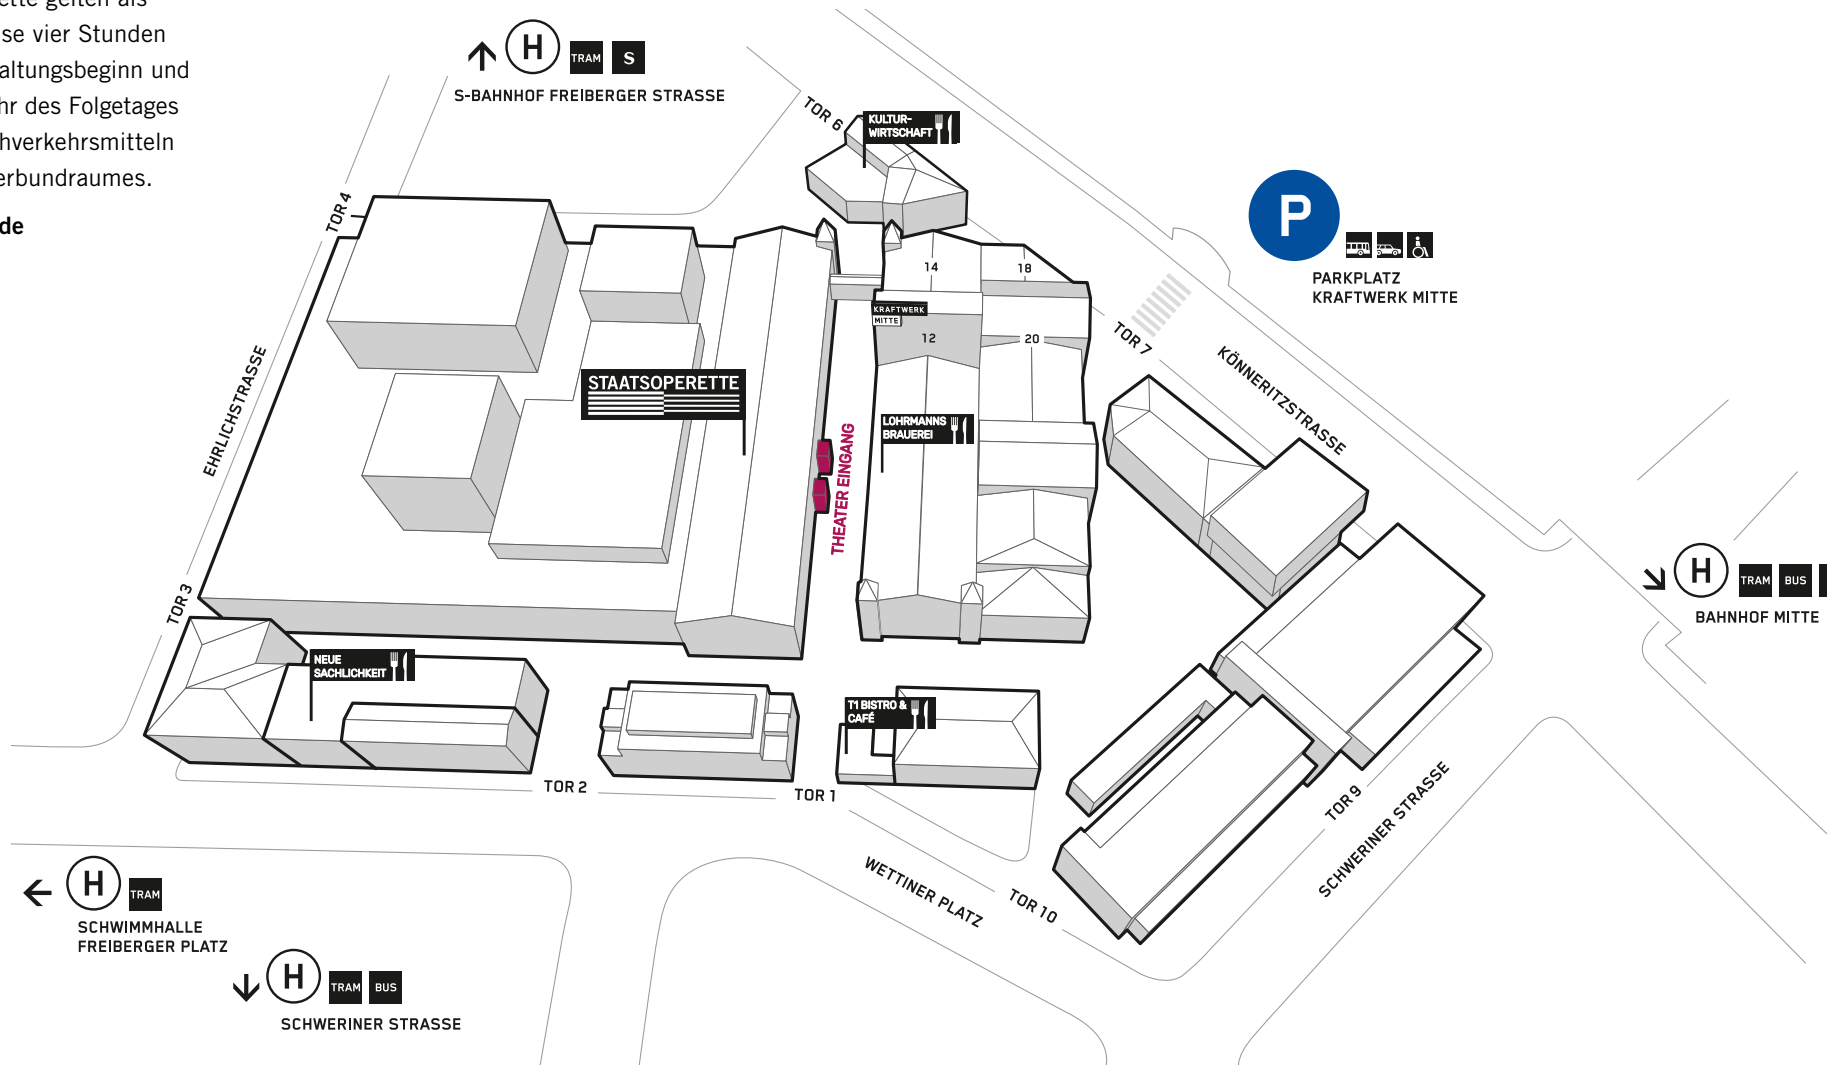 ette gelten als
se vier Stunden
altungsbeginn und
hr des Folgetages
hverkehrsmitteln
erbundraumes.
de
H TRAM S
S-BAHNHOF FREIBERGER STRASSE
TOR 6
KULTUR-
WIRTSCHAFT
TOR 4
P
PARKPLATZ
KRAFTWERK MITTE
14
18
KRAFTWERK
MITTE
12
20
TOR 7
KÖNNERITZSTRASSE
EHRLICHSTRASSE
STAATSOPERETTE
THEATER EINGANG
LOHRMANNS
BRAUEREI
H TRAM BUS
BAHNHOF MITTE
TOR 3
NEUE
SACHLICHKEIT
T1 BISTRO &
CAFÉ
TOR 2
TOR 1
TOR 9
SCHWERINER STRASSE
WETTINER PLATZ
TOR 10
H TRAM
SCHWIMMHALLE
FREIBERGER PLATZ
H TRAM BUS
SCHWERINER STRASSE